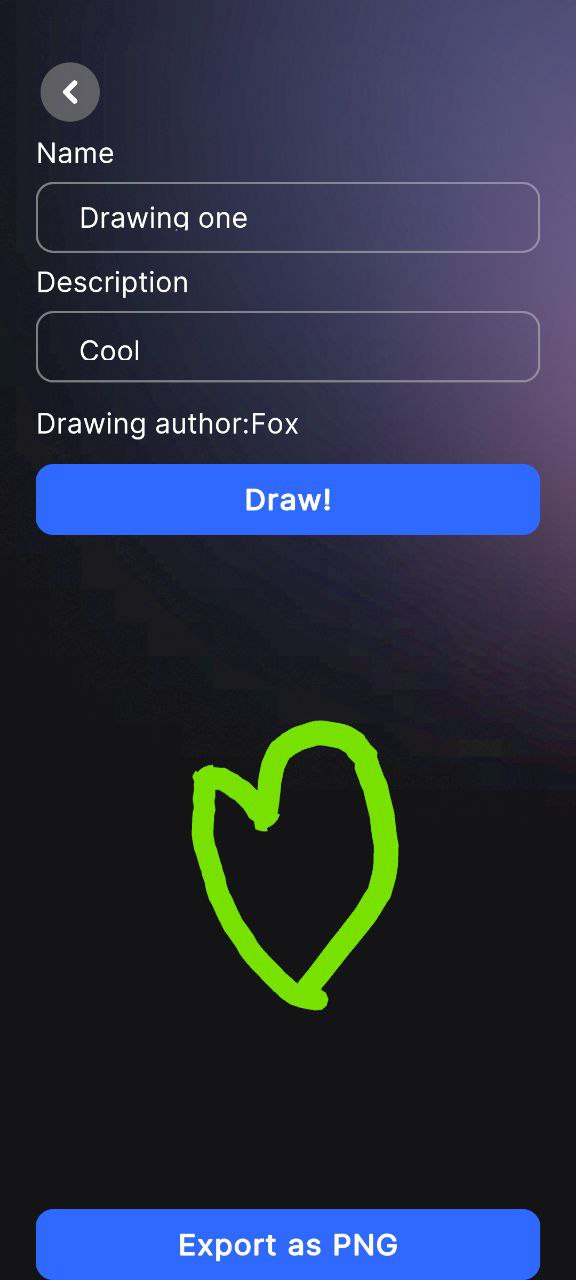 Name
Drawing one
Description
Cool
Drawing author:Fox
Draw!
Export as PNG